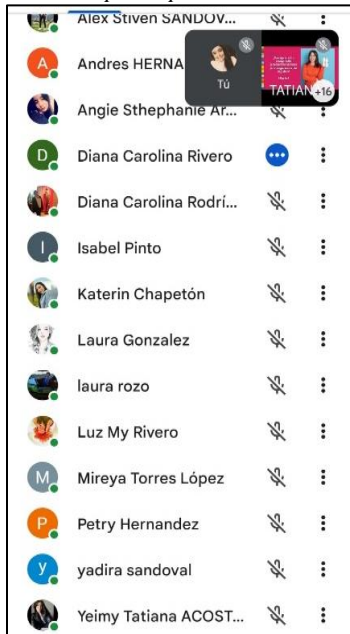 Alex Stiven SANDOV...
A Andres HERNA
Tú
TATIAN +16
Angie Sthephanie Ar...
D Diana Carolina Rivero
Diana Carolina Rodrí...
I Isabel Pinto
Katerin Chapetón
Laura Gonzalez
laura rozo
Luz My Rivero
M Mireya Torres López
P Petry Hernandez
y yadira sandoval
Yeimy Tatiana ACOST...